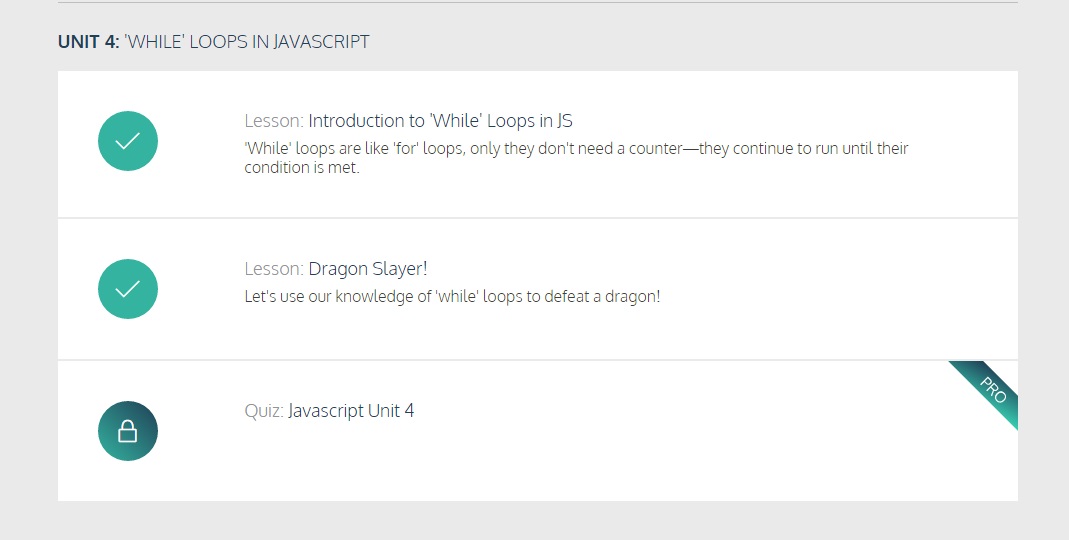 UNIT 4: 'WHILE' LOOPS IN JAVASCRIPT
Lesson: Introduction to 'While' Loops in JS
'While' loops are like 'for' loops, only they don't need a counter—they continue to run until their
condition is met.
Lesson: Dragon Slayer!
Let's use our knowledge of 'while' loops to defeat a dragon!
PRO
Quiz: Javascript Unit 4